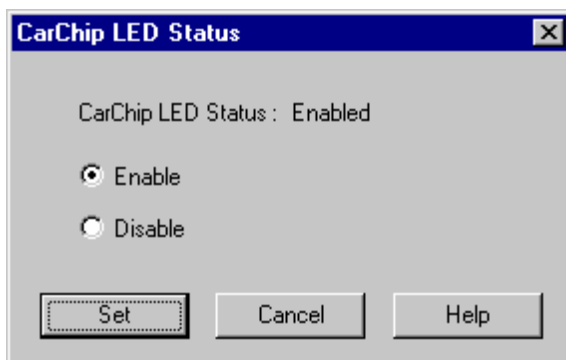 CarChip LED Status
CarChip LED Status : Enabled
Enable
Disable
Set Cancel Help